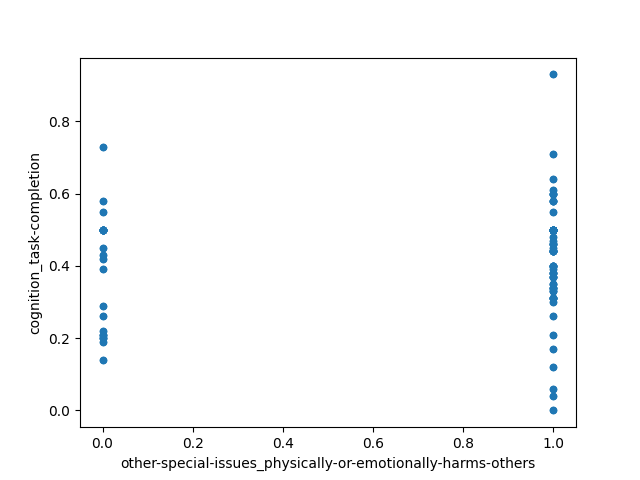 cognition_task-completion
0.8
0.6
0.4
0.2
0.0
0.0 0.2 0.4 0.6 0.8 1.0
other-special-issues_physically-or-emotionally-harms-others